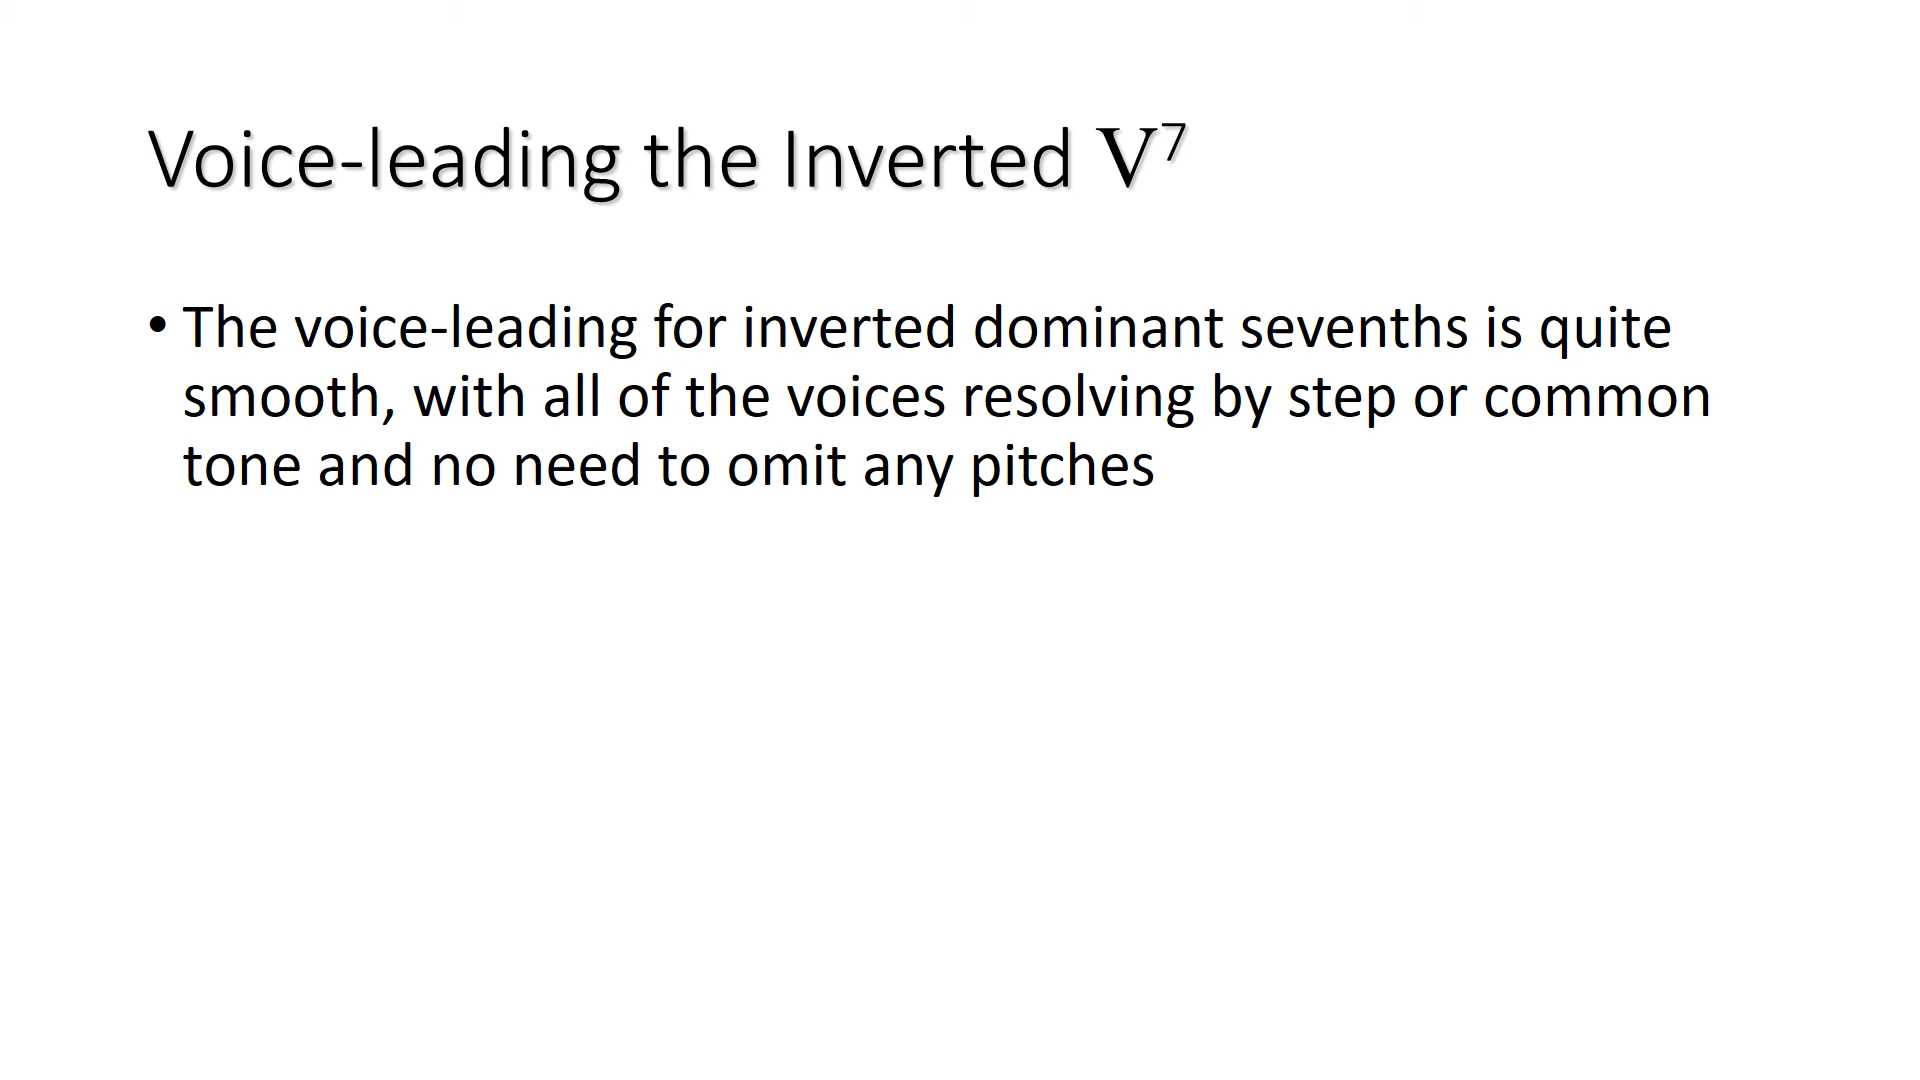 Voice-leading the Inverted V⁷
• The voice-leading for inverted dominant sevenths is quite
smooth, with all of the voices resolving by step or common
tone and no need to omit any pitches